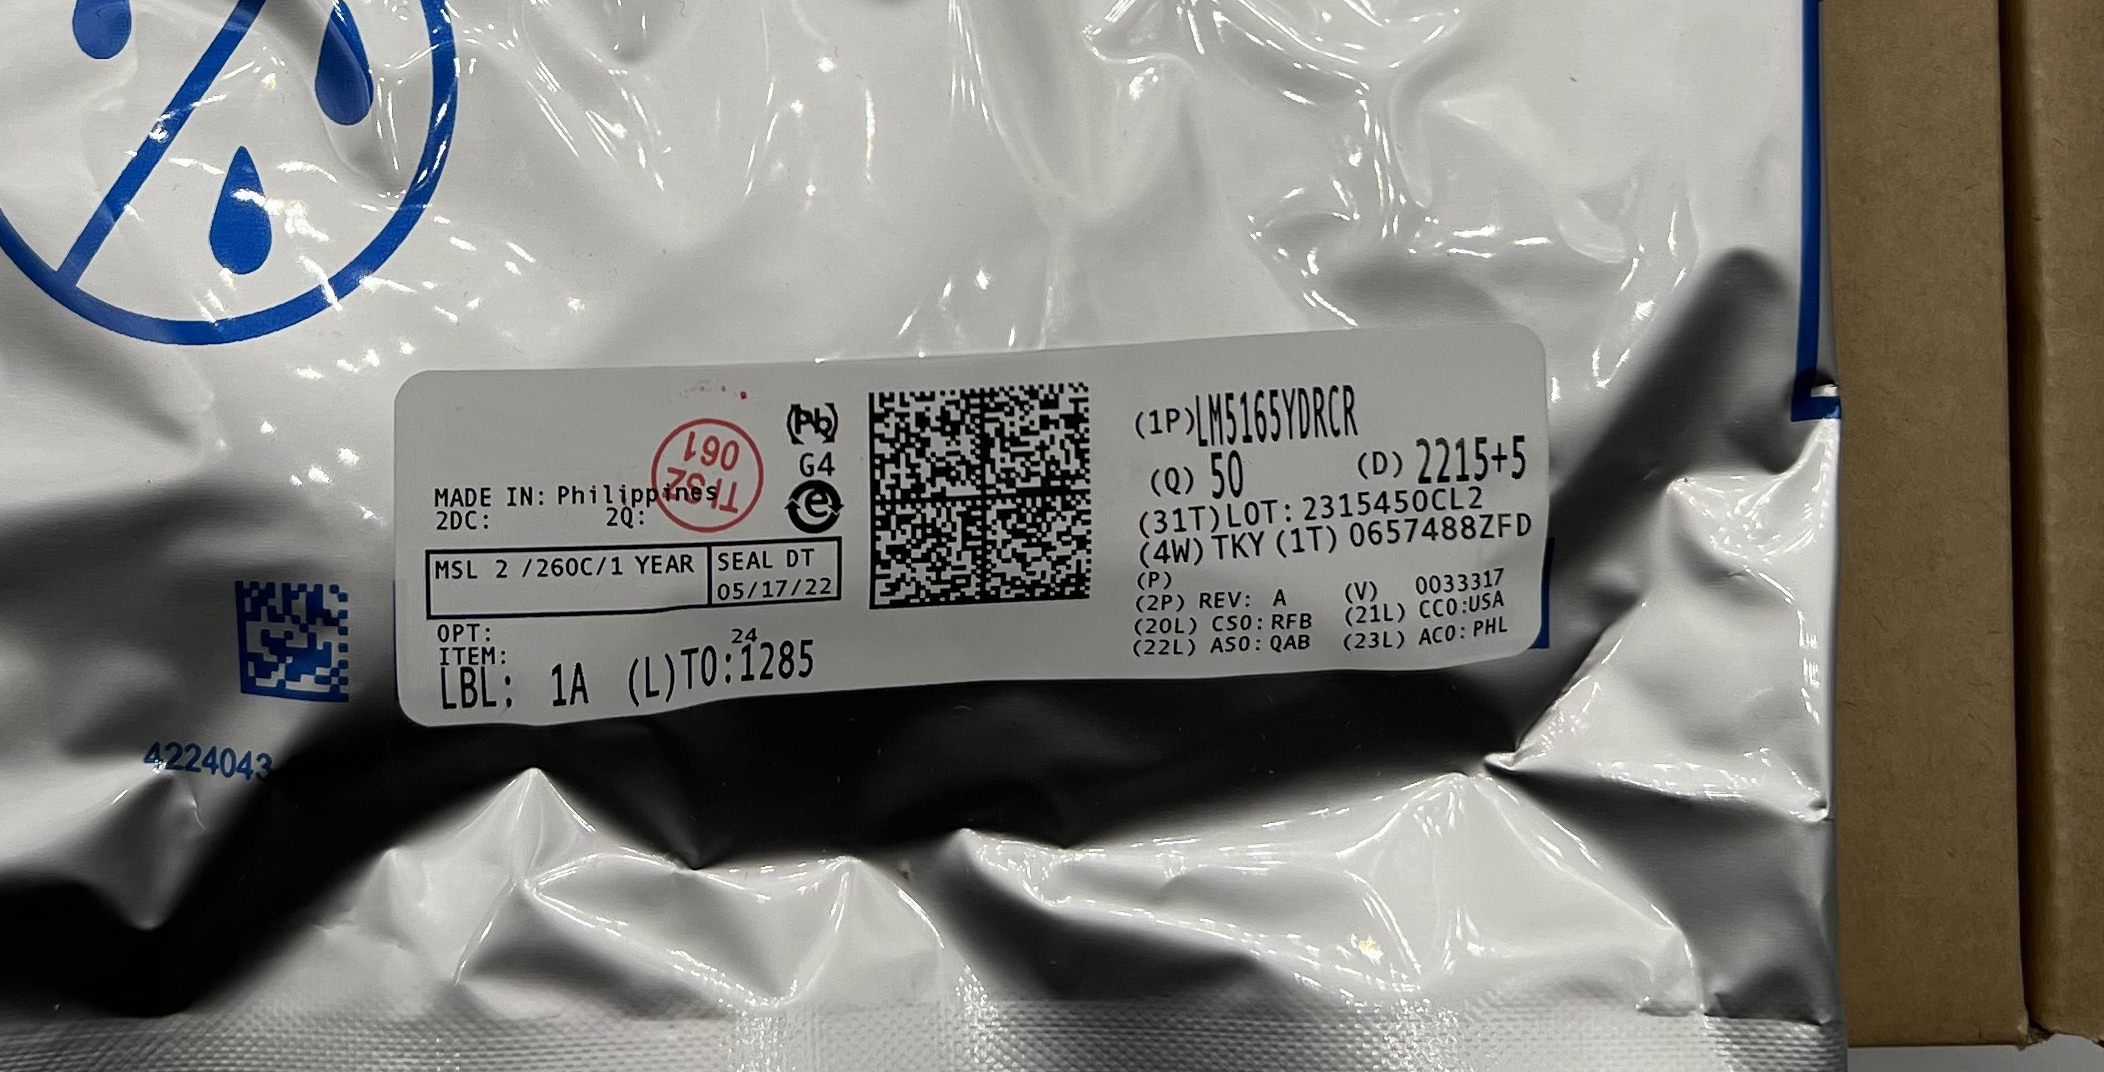 TI-S2
061
(Pb)
G4
e
MADE IN: Philippines
2DC: 2Q:
MSL 2 /260C/1 YEAR
SEAL DT
05/17/22
OPT:
ITEM:
24
LBL: 1A (L)TO:1285
(1P)LM5165YDRCR
(Q) 50 (D) 2215+5
(31T)LOT: 2315450CL2
(4W) TKY (1T) 0657488ZFD
(P)
(2P) REV: A (V) 0033317
(20L) CSO: RFB (21L) CCO:USA
(22L) ASO: QAB (23L) ACO: PHL
4224043